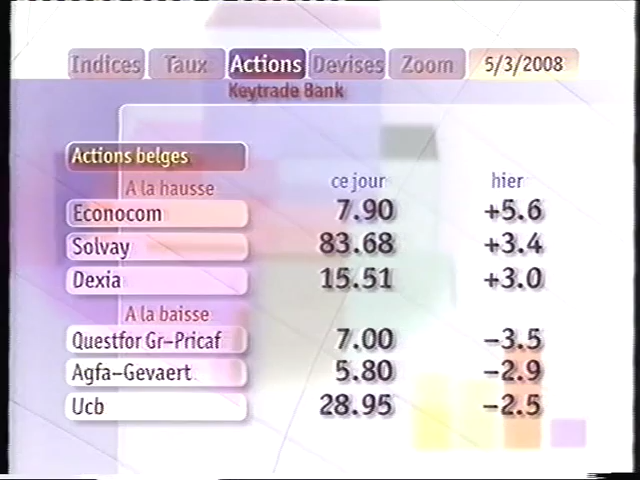 Indices Taux Actions Devises Zoom 5/3/2008
Keytrade Bank
Actions belges
A la hausse ce jour hier
Econocom 7.90 +5.6
Solvay 83.68 +3.4
Dexia 15.51 +3.0
A la baisse
Questfor Gr-Pricaf 7.00 -3.5
Agfa-Gevaert 5.80 -2.9
Ucb 28.95 -2.5